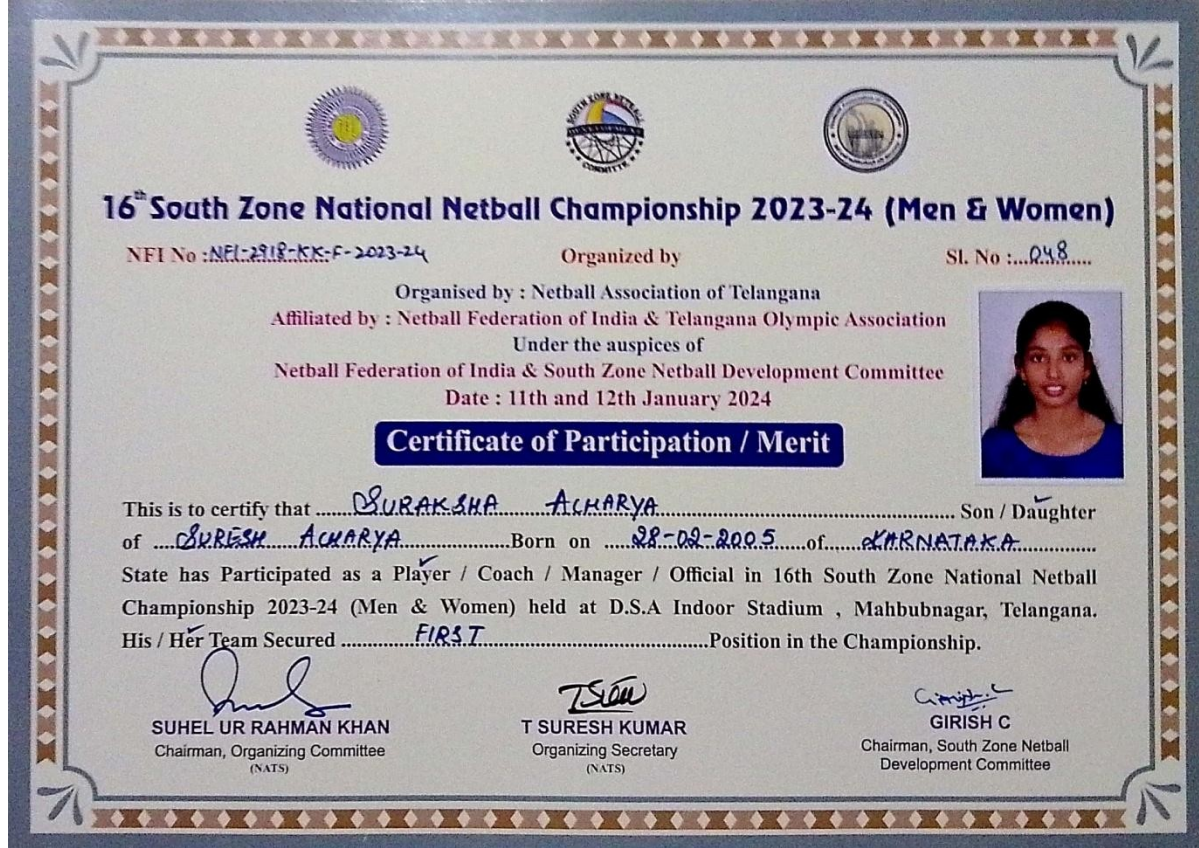 SOUTH ZONE NETBALL
DEVELOPMENT
COMMITTE
16th South Zone National Netball Championship 2023-24 (Men & Women)
NFI No :NFI-2918-KK-F-2023-24 Organized by Sl. No :...048.....
Organised by : Netball Association of Telangana
Affiliated by : Netball Federation of India & Telangana Olympic Association
Under the auspices of
Netball Federation of India & South Zone Netball Development Committee
Date : 11th and 12th January 2024
Certificate of Participation / Merit
This is to certify that ......SURAKSHA ACHARYA...... Son / Daughter
of ...SURESH ACHARYA......Born on .....28-02-2005....of....KARNATAKA............
State has Participated as a Player / Coach / Manager / Official in 16th South Zone National Netball
Championship 2023-24 (Men & Women) held at D.S.A Indoor Stadium , Mahbubnagar, Telangana.
His / Her Team Secured ............FIRST............Position in the Championship.
SUHEL UR RAHMAN KHAN T SURESH KUMAR Girish.C
GIRISH C
Chairman, Organizing Committee Organizing Secretary Chairman, South Zone Netball
(NATS) (NATS) Development Committee